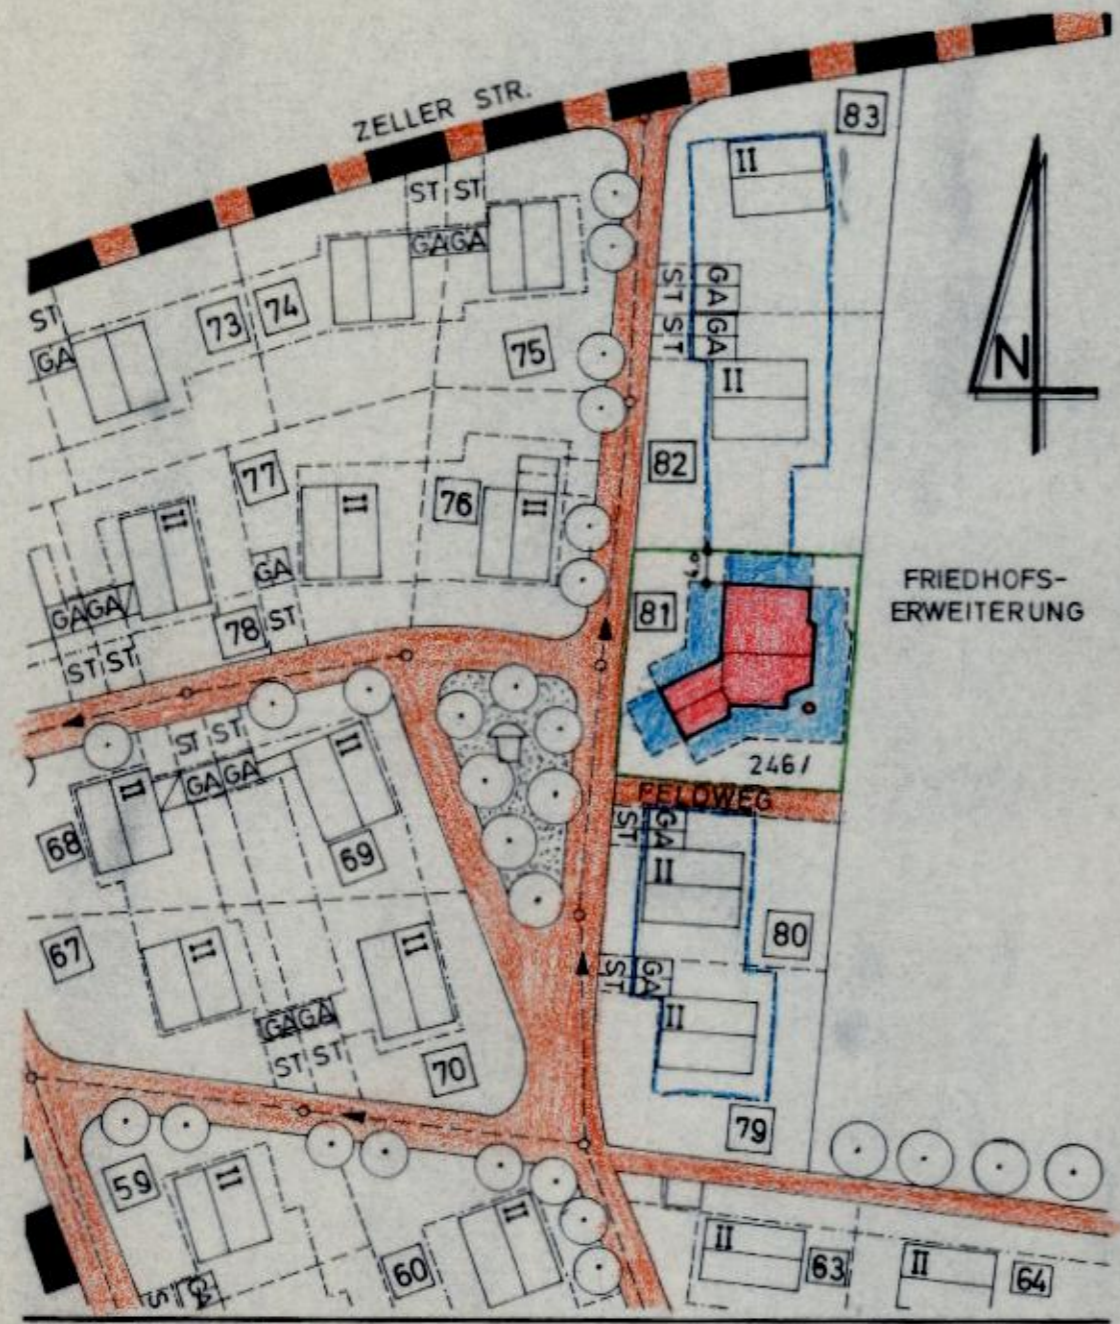 ZELLER STR.
83
II
ST ST
GA GA
ST
GA
73
74
75
ST GA
ST GA
II
N
82
77
II
76
II
II
GA
GA GA
78
ST
ST ST
4.0
81
FRIEDHOFS-
ERWEITERUNG
246/
FELDWEG
ST ST
GA GA
II
II
68
69
ST GA
II
80
67
II
II
ST GA
II
GA GA
ST ST
70
79
59
II
60
II
II
63
II
64
S
GA